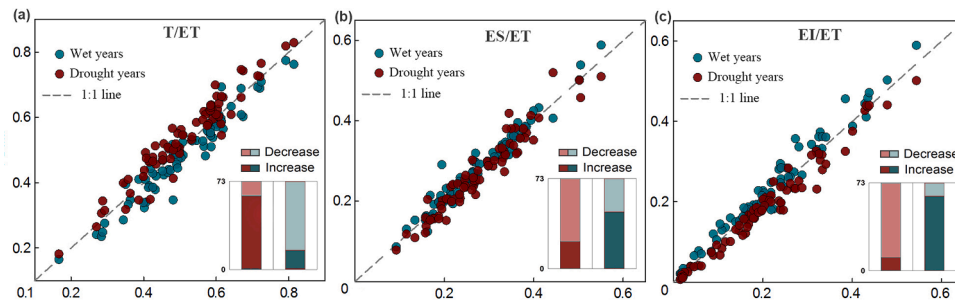 (a)
T/ET
Wet years
Drought years
1:1 line
Decrease
Increase
73
0
0.8
0.6
0.4
0.2
0.1
0.2
0.4
0.6
0.8
(b)
ES/ET
Wet years
Drought years
1:1 line
Decrease
Increase
73
0
0.6
0.4
0.2
0
0.2
0.4
0.6
(c)
EI/ET
Wet years
Drought years
1:1 line
Decrease
Increase
73
0
0.6
0.4
0.2
0
0.2
0.4
0.6